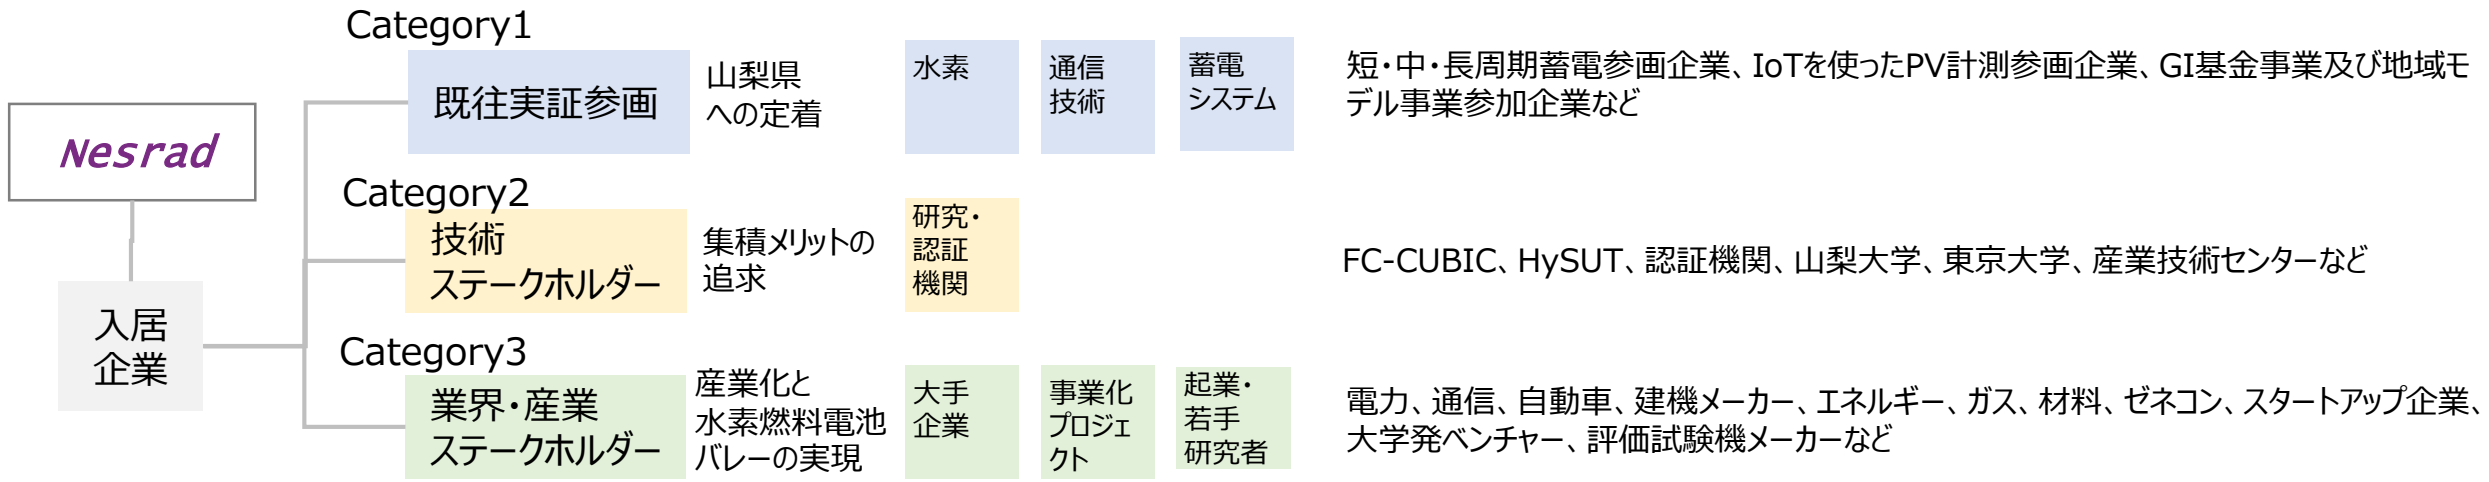 Nesrad
入居
企業
Category1
既往実証参画
山梨県
への定着
水素
通信
技術
蓄電
システム
短・中・長周期蓄電参画企業、IoTを使ったPV計測参画企業、GI基金事業及び地域モ
デル事業参加企業など
Category2
技術
ステークホルダー
集積メリットの
追求
研究・
認証
機関
FC-CUBIC、HySUT、認証機関、山梨大学、東京大学、産業技術センターなど
Category3
業界・産業
ステークホルダー
産業化と
水素燃料電池
バレーの実現
大手
企業
事業化
プロジェ
クト
起業・
若手
研究者
電力、通信、自動車、建機メーカー、エネルギー、ガス、材料、ゼネコン、スタートアップ企業、
大学発ベンチャー、評価試験機メーカーなど